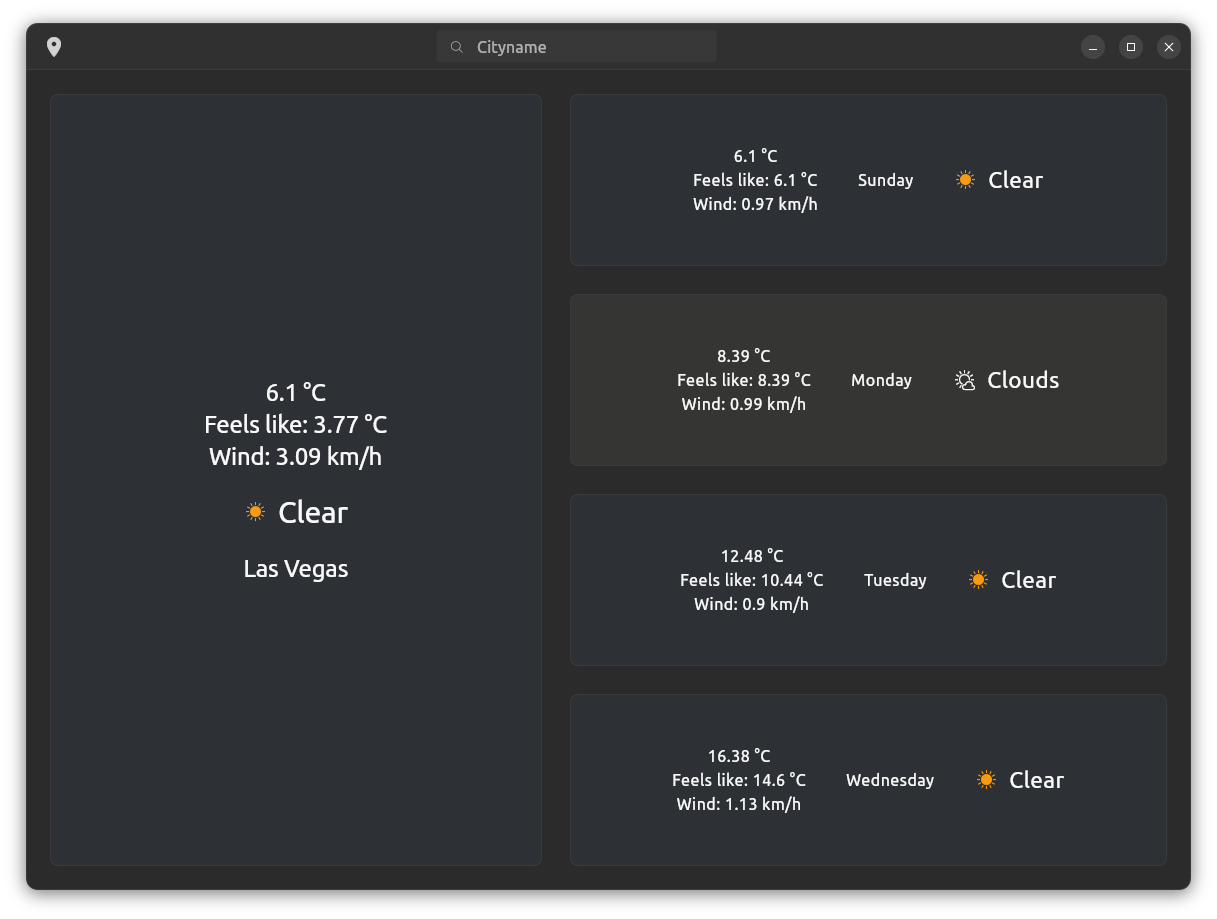 Cityname
6.1 °C
Feels like: 3.77 °C
Wind: 3.09 km/h
Clear
Las Vegas
6.1 °C
Feels like: 6.1 °C
Wind: 0.97 km/h
Sunday
Clear
8.39 °C
Feels like: 8.39 °C
Wind: 0.99 km/h
Monday
Clouds
12.48 °C
Feels like: 10.44 °C
Wind: 0.9 km/h
Tuesday
Clear
16.38 °C
Feels like: 14.6 °C
Wind: 1.13 km/h
Wednesday
Clear